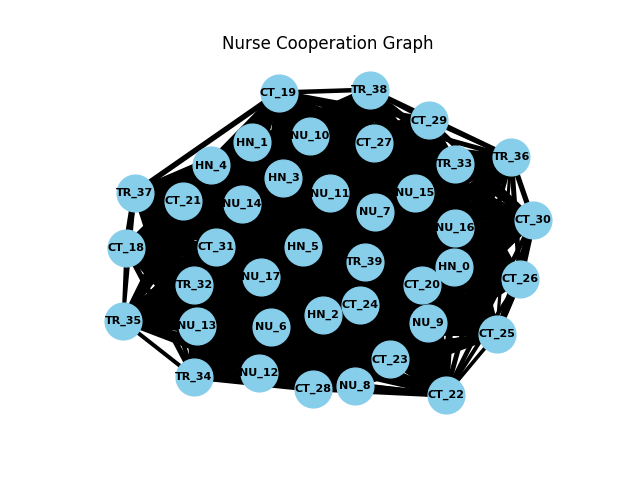 Nurse Cooperation Graph
CT_19
TR_38
CT_29
HN_1
NU_10
CT_27
TR_36
HN_4
TR_33
HN_3
TR_37
CT_21
NU_11
NU_15
NU_14
NU_7
CT_30
NU_16
CT_18
CT_31
HN_5
TR_39
HN_0
NU_17
CT_26
TR_32
CT_20
CT_24
HN_2
TR_35
NU_13
NU_6
NU_9
CT_25
CT_23
TR_34
NU_12
CT_28
NU_8
CT_22